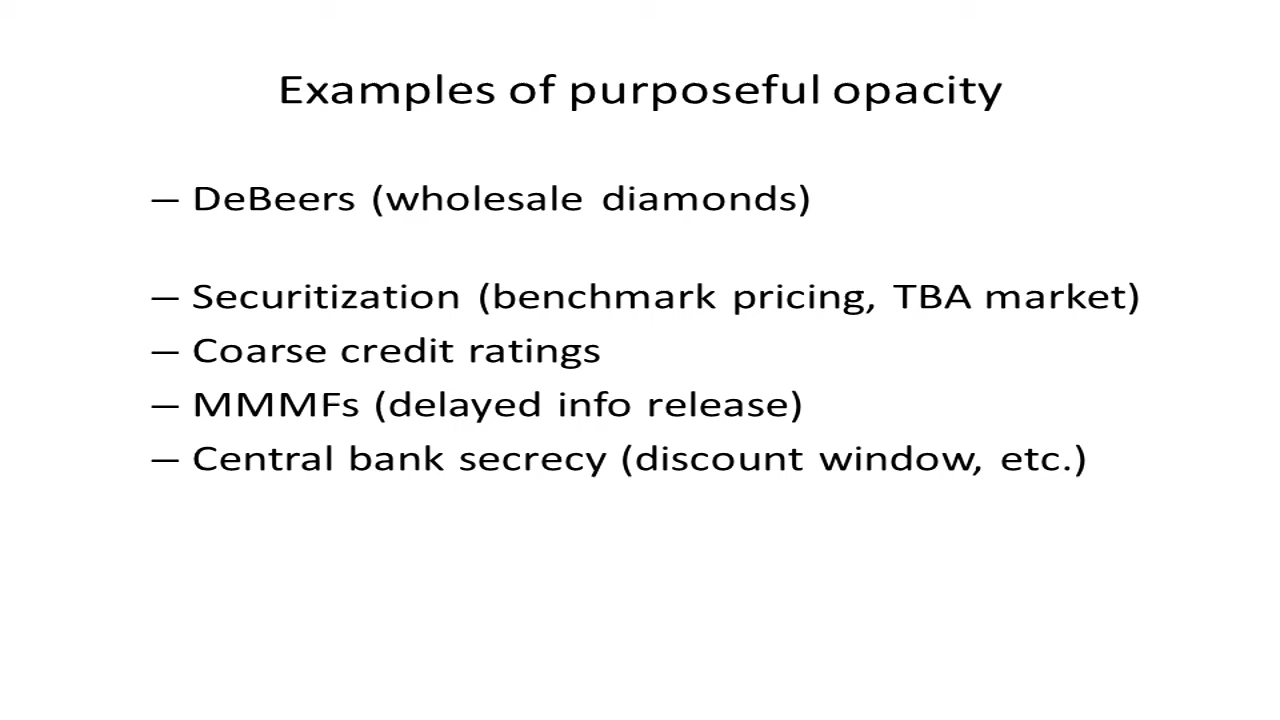 Examples of purposeful opacity
– DeBeers (wholesale diamonds)
– Securitization (benchmark pricing, TBA market)
– Coarse credit ratings
– MMMFs (delayed info release)
– Central bank secrecy (discount window, etc.)